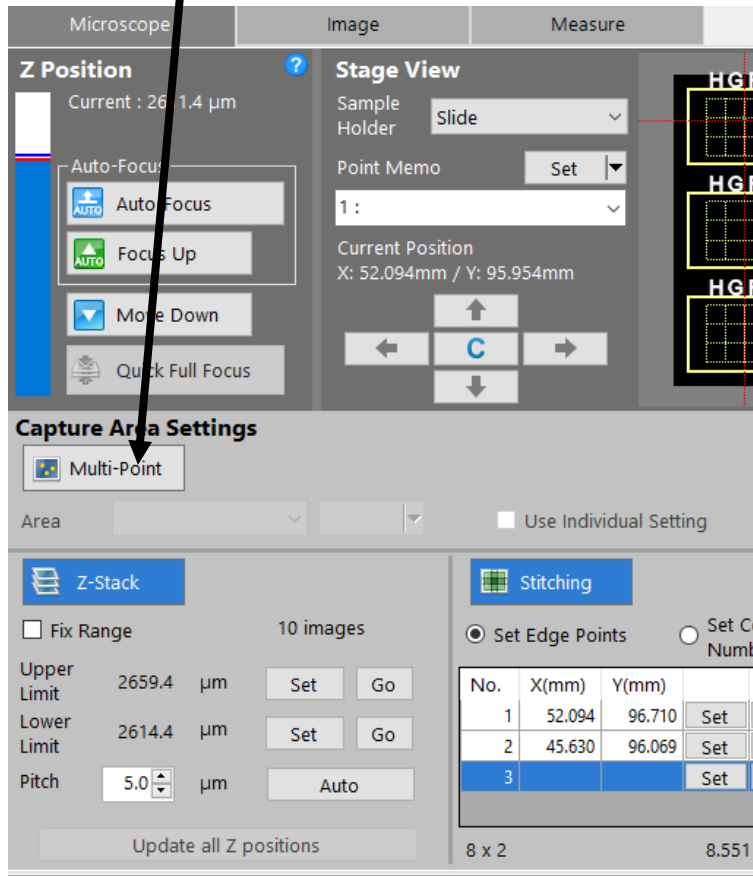 Microscope Image Measure
Z Position ?
Current : 2611.4 µm
Auto-Focus
AUTO Auto-Focus
AUTO Focus Up
Move Down
Quick Full Focus
Stage View
Sample Holder Slide
Point Memo Set
1 :
Current Position
X: 52.094mm / Y: 95.954mm
C
Capture Area Settings
Multi-Point
Area Use Individual Setting
Z-Stack
Fix Range 10 images
Upper Limit 2659.4 µm Set Go
Lower Limit 2614.4 µm Set Go
Pitch 5.0 µm Auto
Update all Z positions
Stitching
Set Edge Points Set
No. X(mm) Y(mm)
1 52.094 96.710 Set
2 45.630 96.069 Set
3 Set
8 x 2 8.551